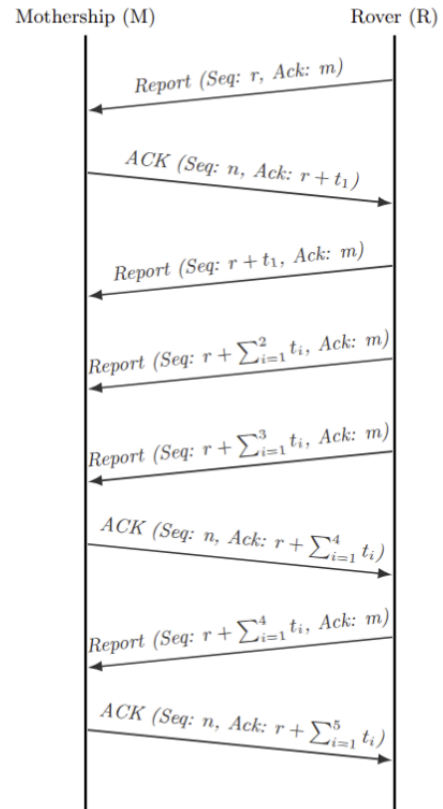 Mothership (M) Rover (R)
Report (Seq: r, Ack: m)
ACK (Seq: n, Ack: r + t₁)
Report (Seq: r + t₁, Ack: m)
Report (Seq: r + ∑²ᵢ₌₁ tᵢ, Ack: m)
Report (Seq: r + ∑³ᵢ₌₁ tᵢ, Ack: m)
ACK (Seq: n, Ack: r + ∑⁴ᵢ₌₁ tᵢ)
Report (Seq: r + ∑⁴ᵢ₌₁ tᵢ, Ack: m)
ACK (Seq: n, Ack: r + ∑⁵ᵢ₌₁ tᵢ)